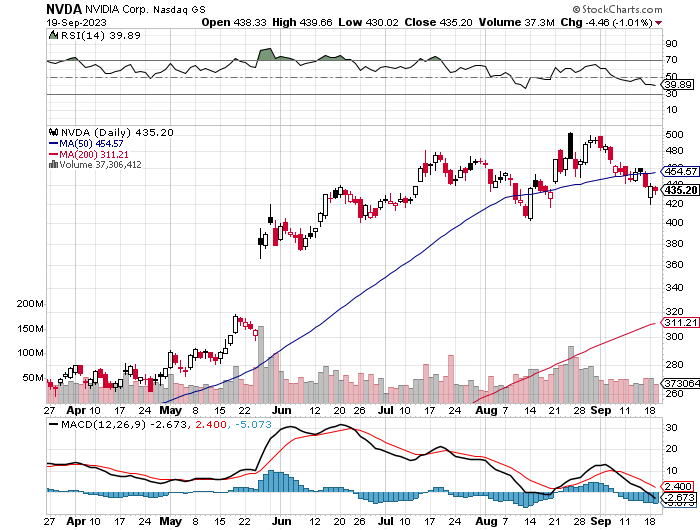 NVDA NVIDIA Corp. Nasdaq GS © StockCharts.com
19-Sep-2023 Open 438.33 High 439.66 Low 430.02 Close 435.20 Volume 37.3M Chg -4.46 (-1.01%)
RSI(14) 39.89
90
70
50
39.89
30
10
NVDA (Daily) 435.20
MA(50) 454.57
MA(200) 311.21
Volume 37,306,412
500
480
460
454.57
440
435.20
420
400
380
360
340
320
311.21
300
280
260
200M
150M
100M
50M
373064
27 Apr 10 17 24 May 8 15 22 Jun 12 20 26 Jul 10 17 24 Aug 7 14 21 28 Sep 11 18
MACD(12,26,9) -2.673, 2.400, -5.073
30
20
10
2.400
-2.673
27 Apr 10 17 24 May 8 15 22 Jun 12 20 26 Jul 10 17 24 Aug 7 14 21 28 Sep 11 18